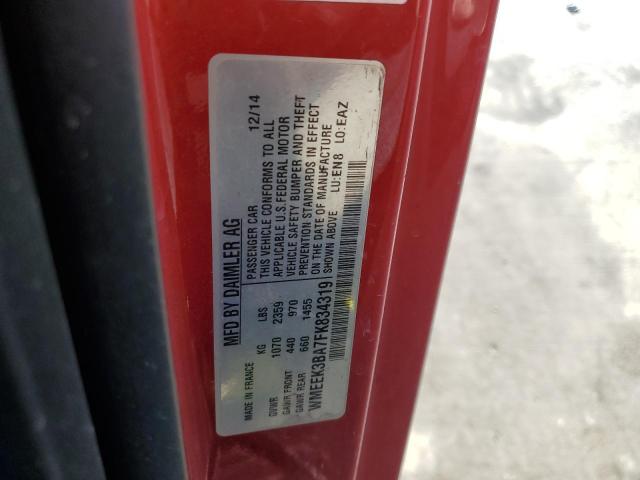 MFD BY DAIMLER AG
PASSENGER CAR 12/14
THIS VEHICLE CONFORMS TO ALL
APPLICABLE U.S.FEDERAL MOTOR
VEHICLE SAFETY BUMPER AND THEFT
PREVENTION STANDARDS IN EFFECT
ON THE DATE OF MANUFACTURE
SHOWN ABOVE LU:EN8 LO:EAZ
MADE IN FRANCE KG LBS
GVWR 1070 2359
GAWR FRONT 440 970
GAWR REAR 660 1455
WMEEK3BA7FK834319